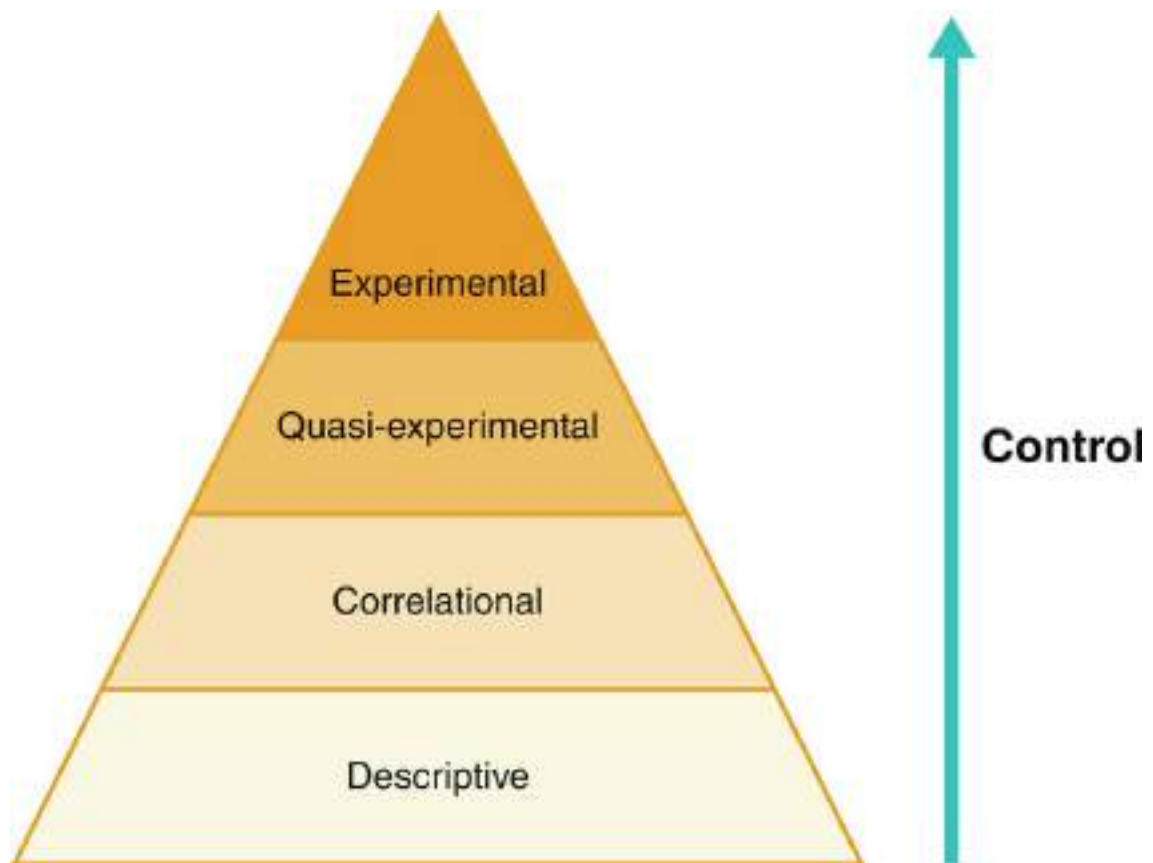 Experimental
Quasi-experimental
Control
Correlational
Descriptive